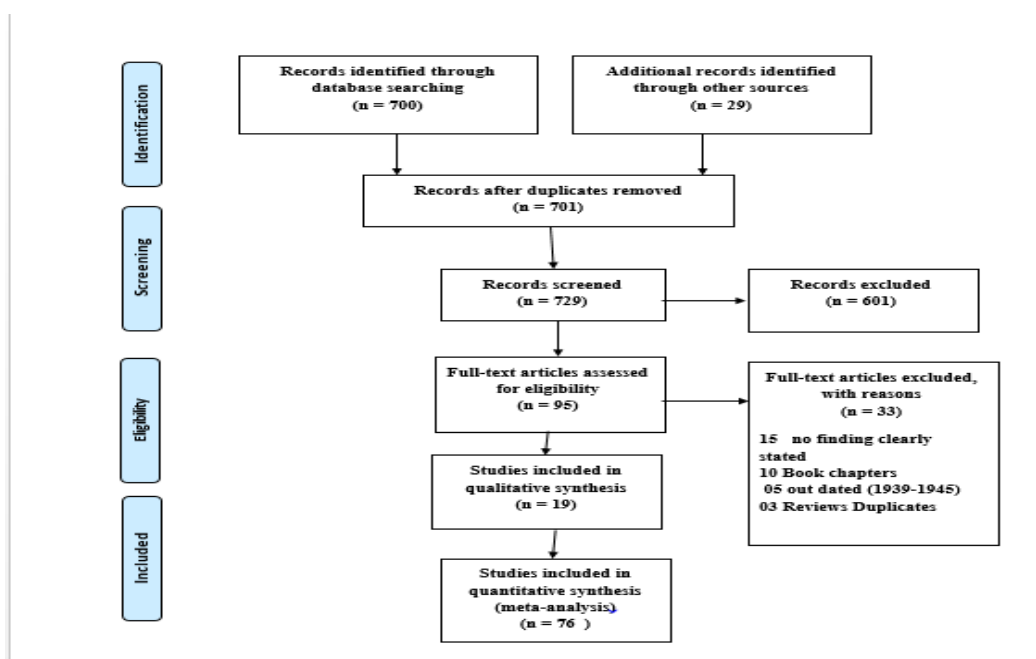 Identification
Records identified through
database searching
(n = 700)
Additional records identified
through other sources
(n = 29)
Records after duplicates removed
(n = 701)
Screening
Records screened
(n = 729)
Records excluded
(n = 601)
Eligibility
Full-text articles assessed
for eligibility
(n = 95)
Full-text articles excluded,
with reasons
(n = 33)
15 no finding clearly
stated
10 Book chapters
05 out dated (1939-1945)
03 Reviews Duplicates
Studies included in
qualitative synthesis
(n = 19)
Included
Studies included in
quantitative synthesis
(meta-analysis)
(n = 76 )